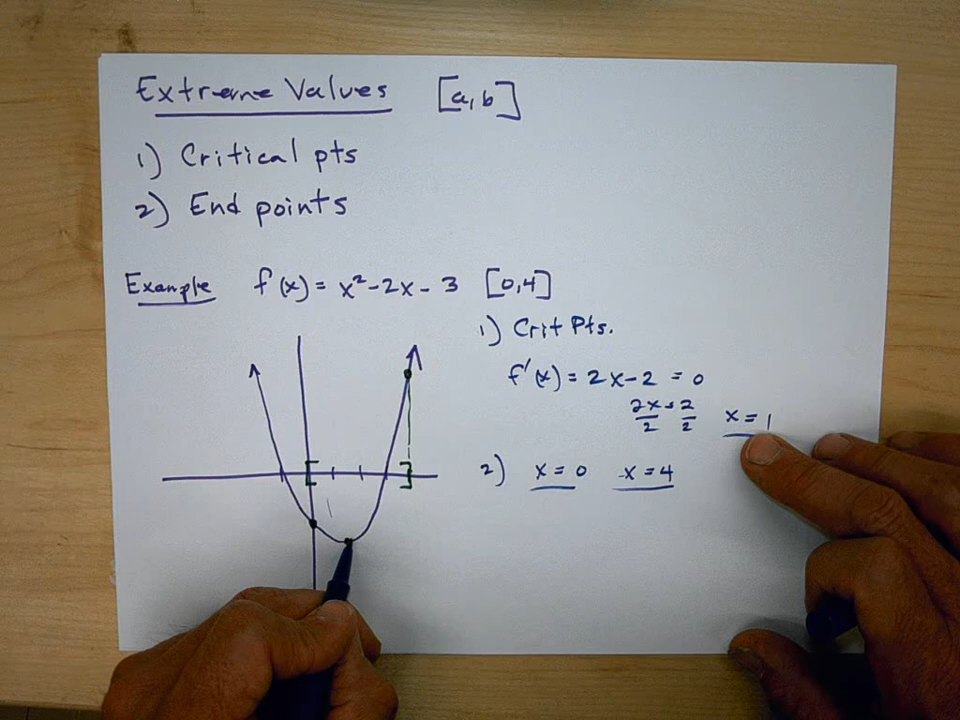 Extreme Values [a,b]
1) Critical pts
2) End points
Example f(x) = x²-2x-3 [0,4]
1) Crit Pts.
f'(x) = 2x-2 = 0
2x = 2
2 2
x = 1
2) x = 0 x = 4